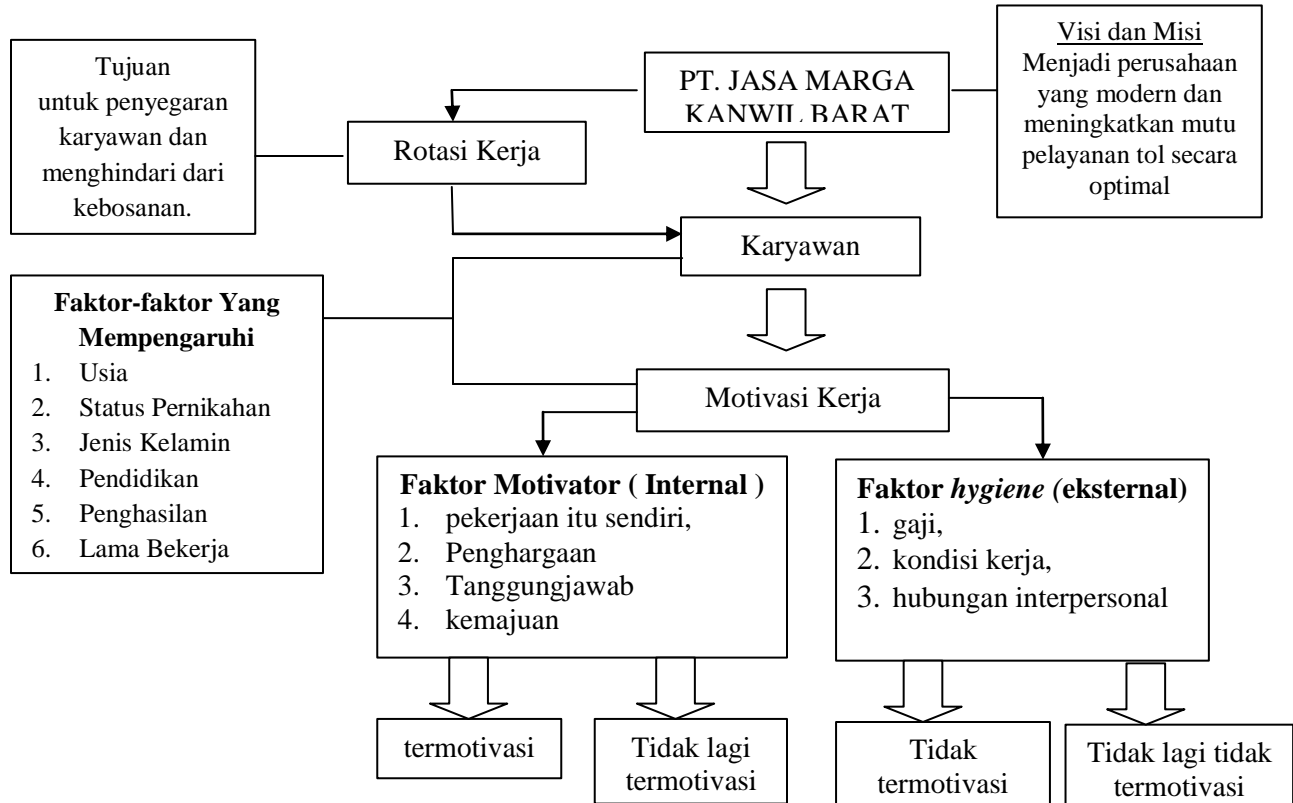 Tujuan
untuk penyegaran
karyawan dan
menghindari dari
kebosanan.
PT. JASA MARGA
KANWIL BARAT
Visi dan Misi
Menjadi perusahaan
yang modern dan
meningkatkan mutu
pelayanan tol secara
optimal
Rotasi Kerja
Karyawan
Faktor-faktor Yang
Mempengaruhi
1. Usia
2. Status Pernikahan
3. Jenis Kelamin
4. Pendidikan
5. Penghasilan
6. Lama Bekerja
Motivasi Kerja
Faktor Motivator ( Internal )
1. pekerjaan itu sendiri,
2. Penghargaan
3. Tanggungjawab
4. kemajuan
Faktor hygiene (eksternal)
1. gaji,
2. kondisi kerja,
3. hubungan interpersonal
termotivasi
Tidak lagi
termotivasi
Tidak
termotivasi
Tidak lagi tidak
termotivasi